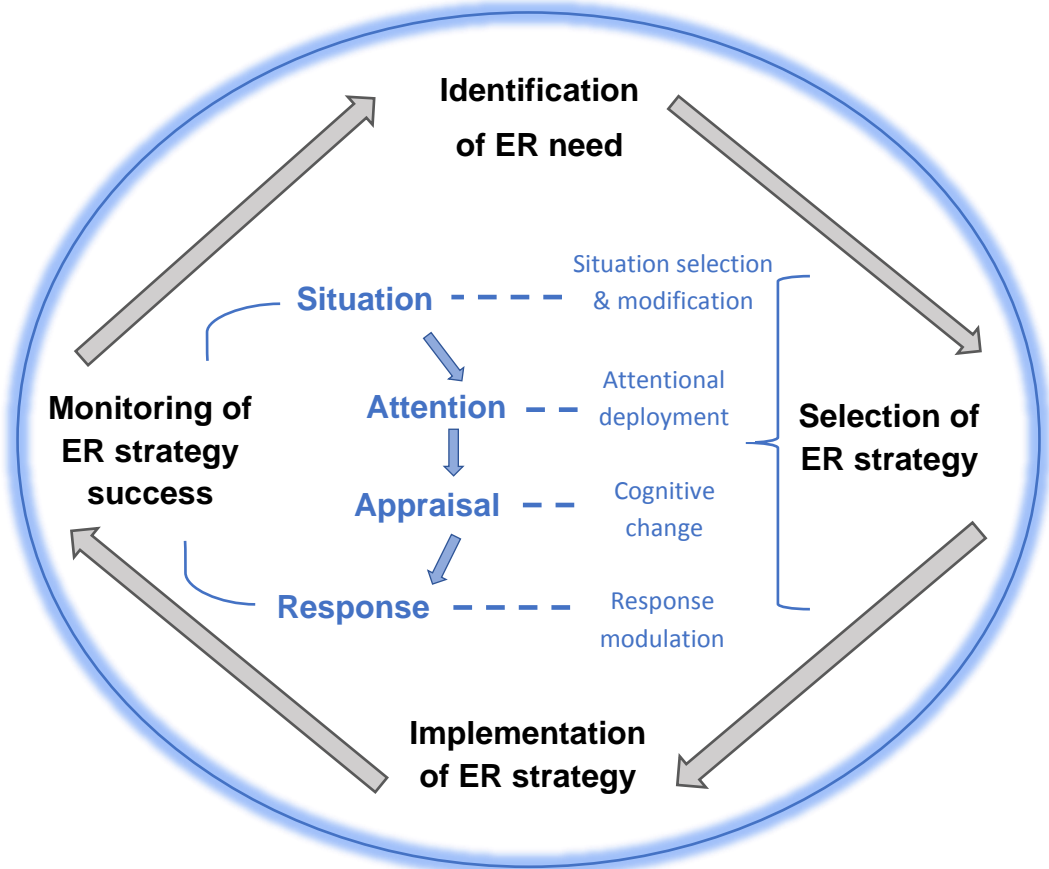 Identification
of ER need
Situation selection
& modification
Situation
Attentional
deployment
Attention
Monitoring of
ER strategy
success
Selection of
ER strategy
Appraisal
Cognitive
change
Response
Response
modulation
Implementation
of ER strategy